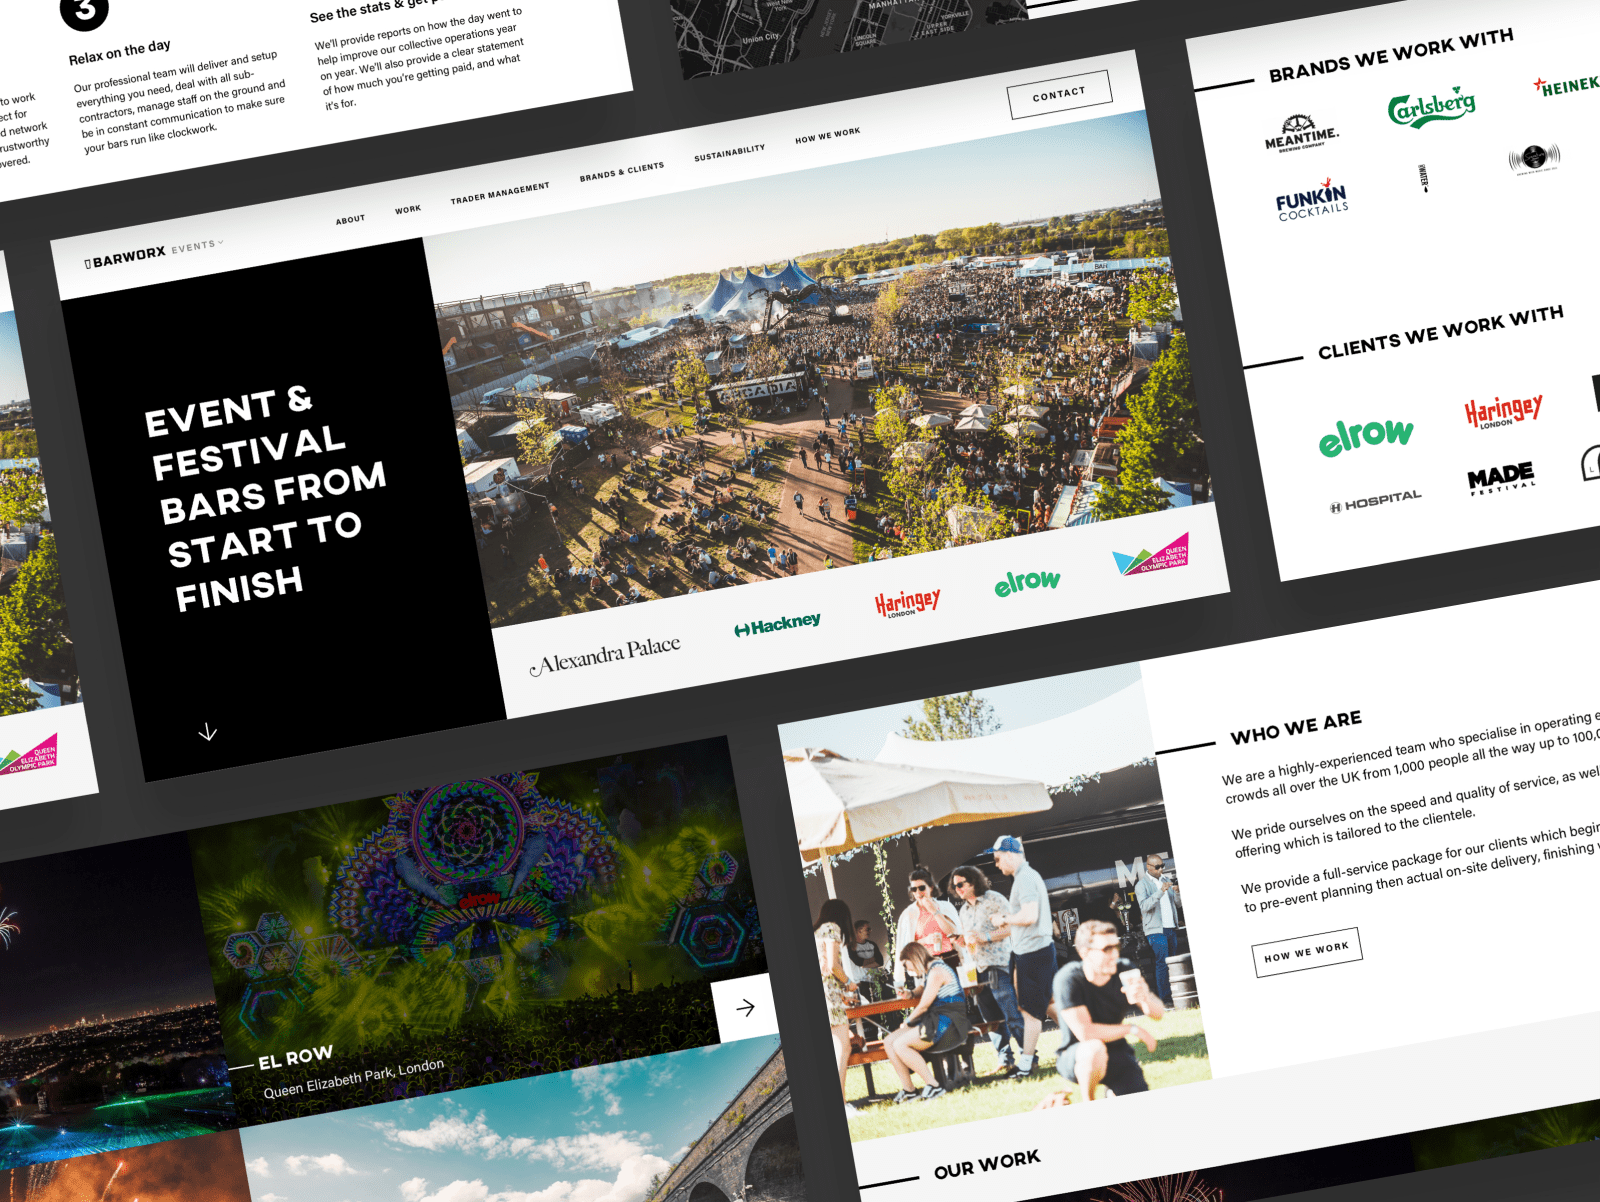 3
Relax on the day
Our professional team will deliver and setup
everything you need, deal with all sub-
contractors, manage staff on the ground and
be in constant communication to make sure
your bars run like clockwork.
to work
ect for
d network
rustworthy
overed.
See the stats & get
We'll provide reports on how the day went to
help improve our collective operations year
on year. We'll also provide a clear statement
of how much you're getting paid, and what
it's for.
West New
York
Union City
MANHATTAN
LINCOLN
SQUARE
UPPER
EAST SIDE
YORKVILLE
BARWORX EVENTS
ABOUT
WORK
TRADER MANAGEMENT
BRANDS & CLIENTS
SUSTAINABILITY
HOW WE WORK
CONTACT
EVENT &
FESTIVAL
BARS FROM
START TO
FINISH
BAR
ARCADIA
Alexandra Palace
Hackney
Haringey
LONDON
elrow
QUEEN
ELIZABETH
OLYMPIC PARK
BRANDS WE WORK WITH
MEANTIME.
BREWING COMPANY
Carlsberg
HEINEK
FUNKIN
COCKTAILS
WATER
CLIENTS WE WORK WITH
elrow
Haringey
LONDON
HOSPITAL
MADE
FESTIVAL
L
QUEEN
ELIZABETH
OLYMPIC PARK
elrow
EL ROW
Queen Elizabeth Park, London
WHO WE ARE
We are a highly-experienced team who specialise in operating e
crowds all over the UK from 1,000 people all the way up to 100,0
We pride ourselves on the speed and quality of service, as well
offering which is tailored to the clientele.
We provide a full-service package for our clients which begin
to pre-event planning then actual on-site delivery, finishing
HOW WE WORK
OUR WORK